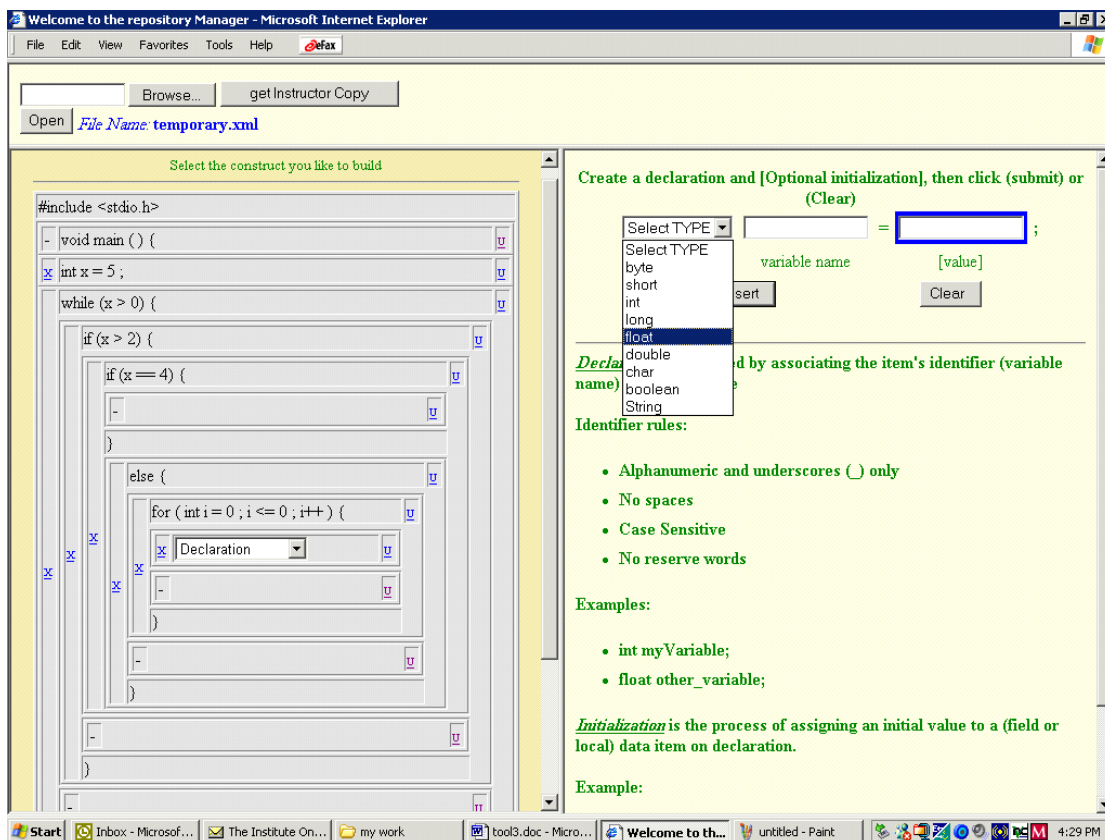 Welcome to the repository Manager - Microsoft Internet Explorer
File Edit View Favorites Tools Help eFax
Browse... get Instructor Copy
Open File Name: temporary.xml
Select the construct you like to build
#include <stdio.h>
- void main ( ) { u
x int x = 5 ; u
while (x > 0) { u
if (x > 2) { u
if (x == 4) { u
- u
}
else {
u
for ( int i = 0 ; i <= 0 ; i++ ) { u
x Declaration u
- u
}
- u
}
- u
}
- u
x x x x x
Create a declaration and [Optional initialization], then click (submit) or
(Clear)
Select TYPE = ;
Select TYPE
byte
short
int
long
float
double
char
boolean
String
variable name [value]
sert Clear
Decla ed by associating the item's identifier (variable
name) e
Identifier rules:
• Alphanumeric and underscores (_) only
• No spaces
• Case Sensitive
• No reserve words
Examples:
• int myVariable;
• float other_variable;
Initialization is the process of assigning an initial value to a (field or
local) data item on declaration.
Example:
Start Inbox - Microsof... The Institute On... my work tool3.doc - Micro... Welcome to th... untitled - Paint 4:29 PM